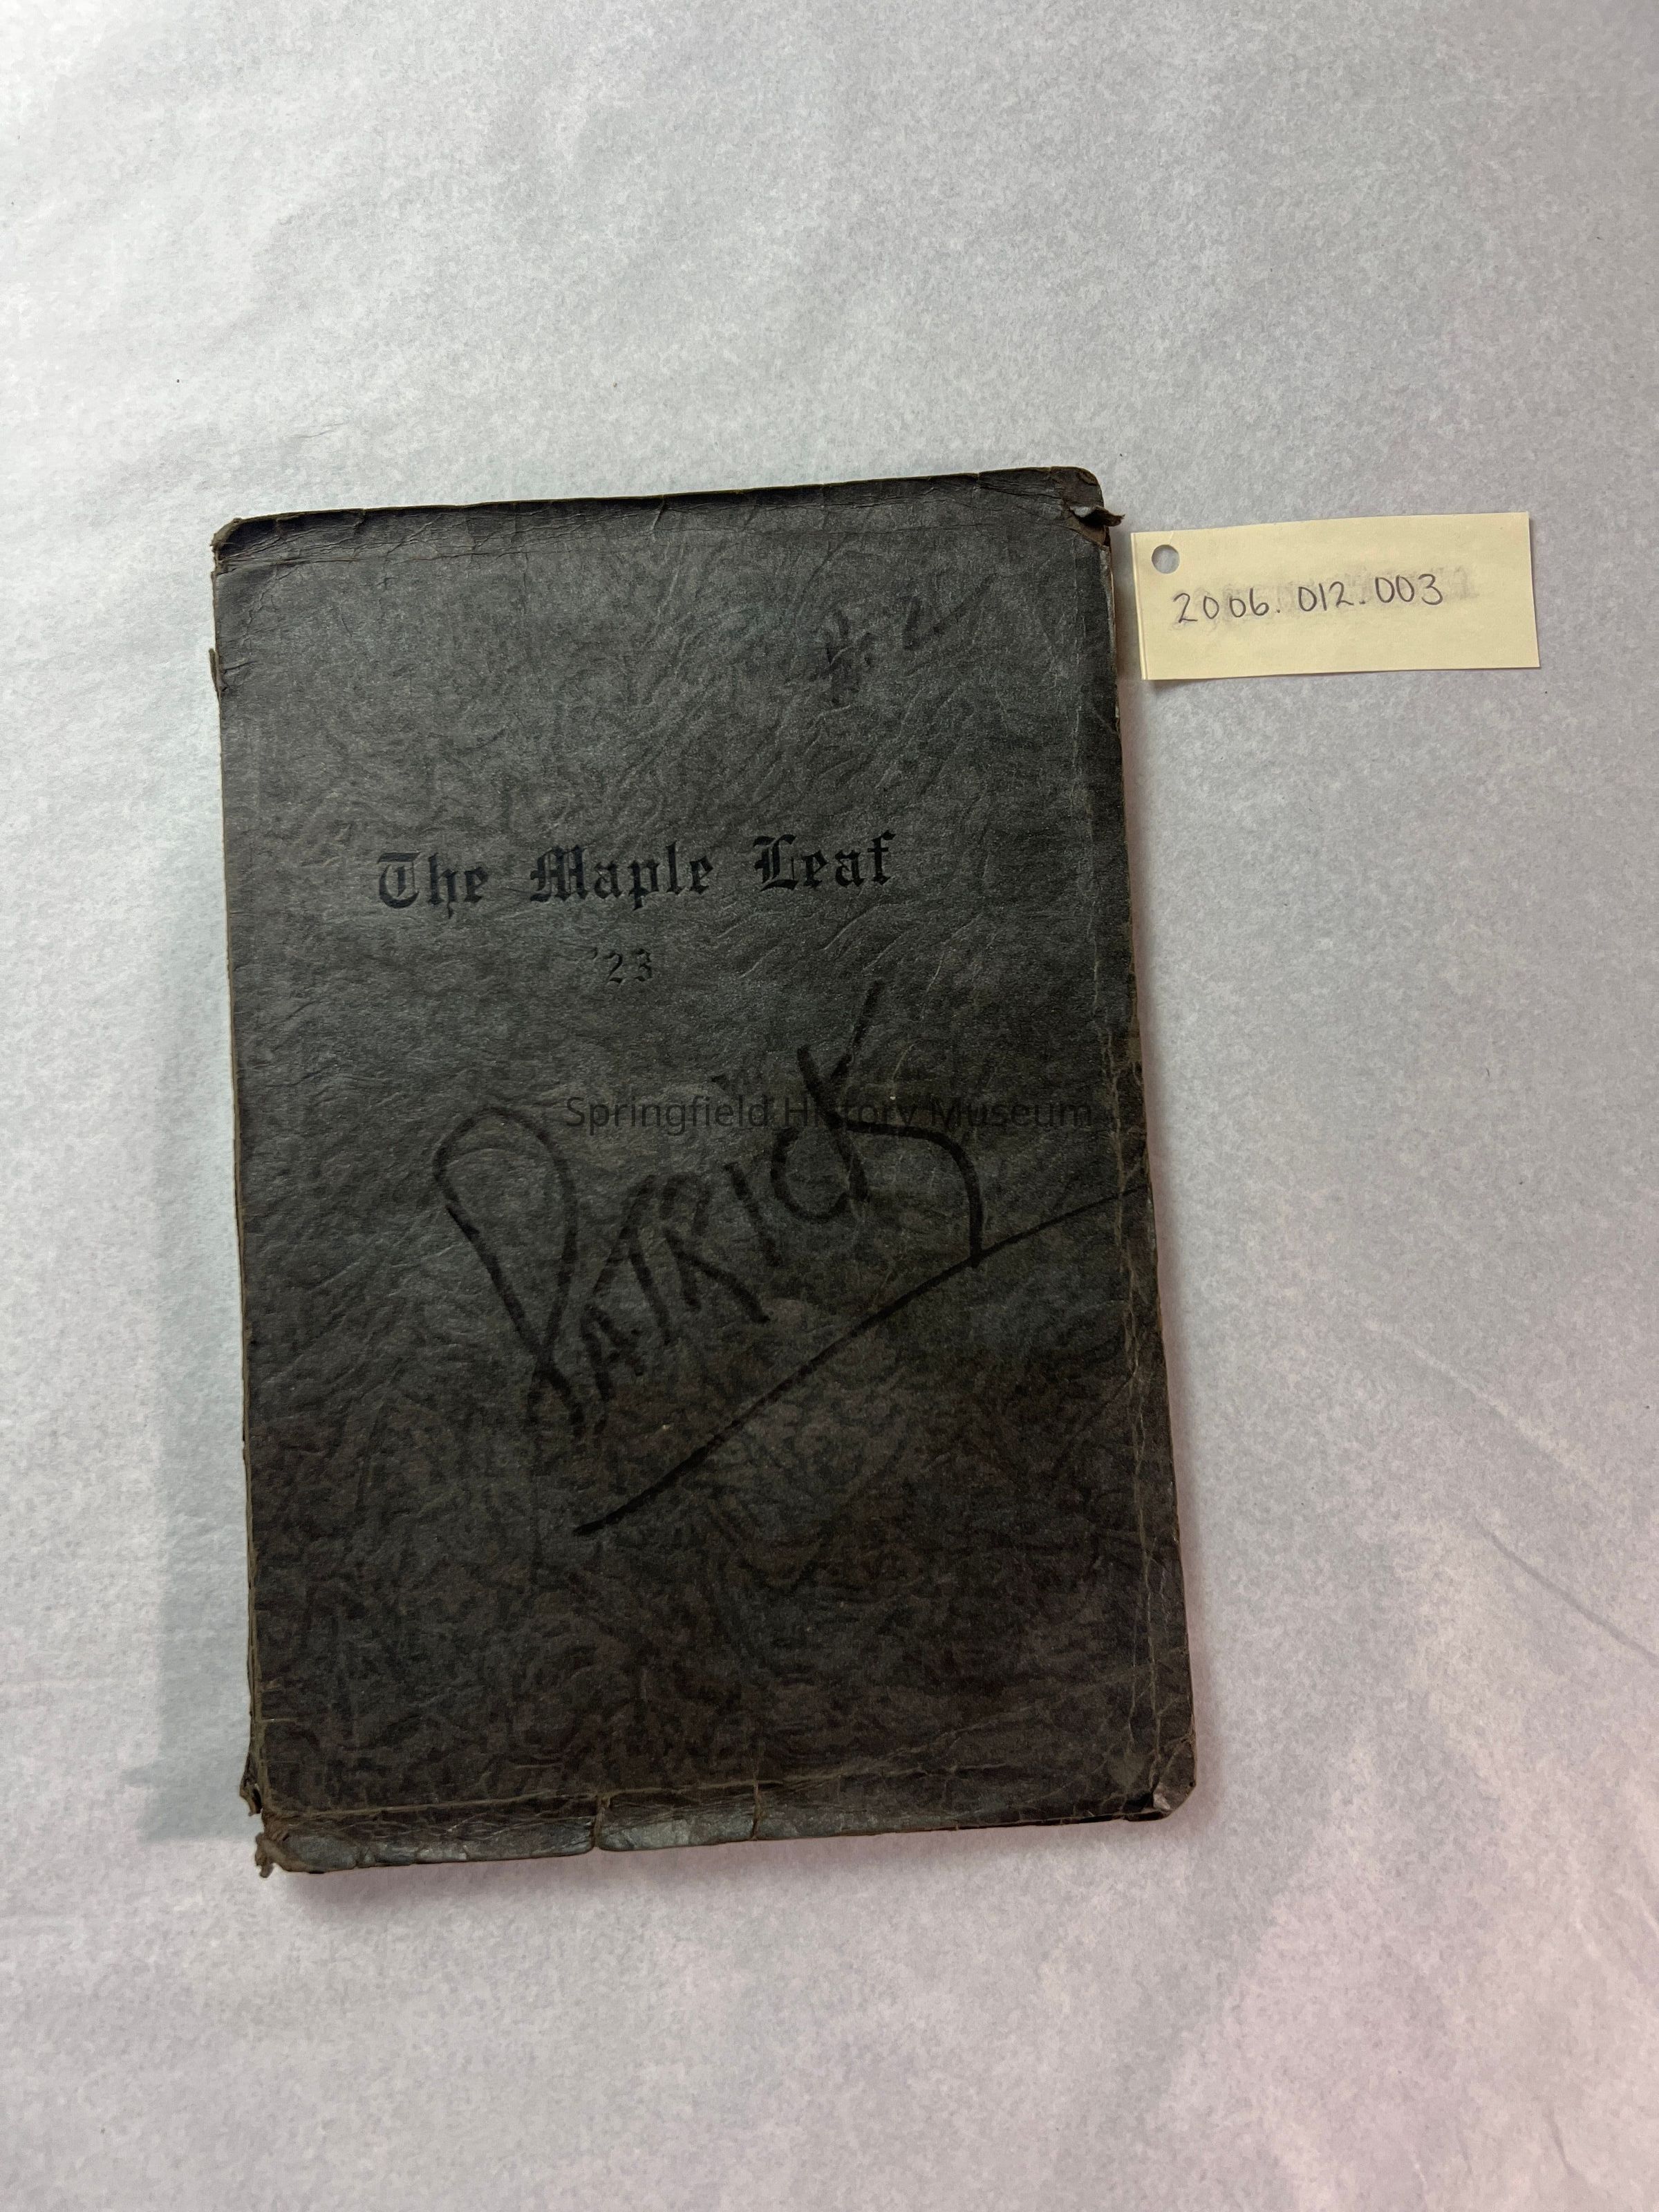 2006.012.003
The Maple Leaf
'23
Springfield History Museum
PATRICK